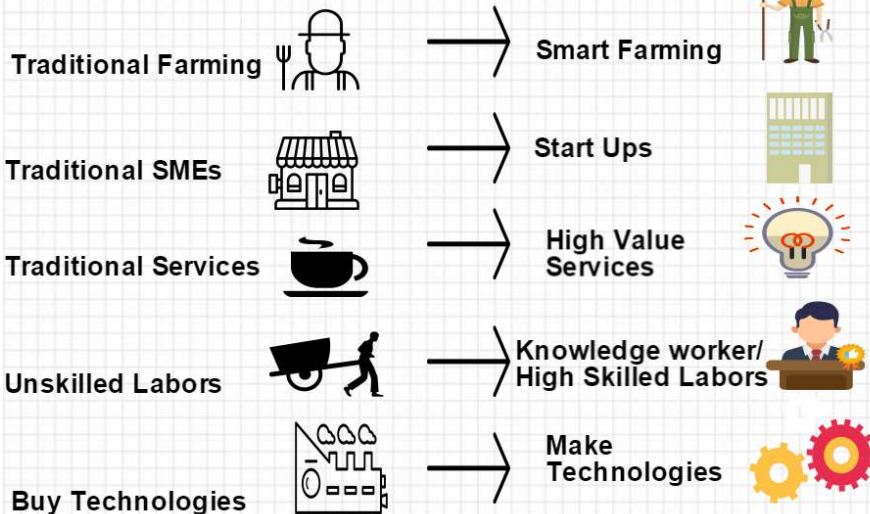 Traditional Farming
Smart Farming
Traditional SMEs
Start Ups
Traditional Services
High Value
Services
Unskilled Labors
Knowledge worker/
High Skilled Labors
Buy Technologies
Make
Technologies